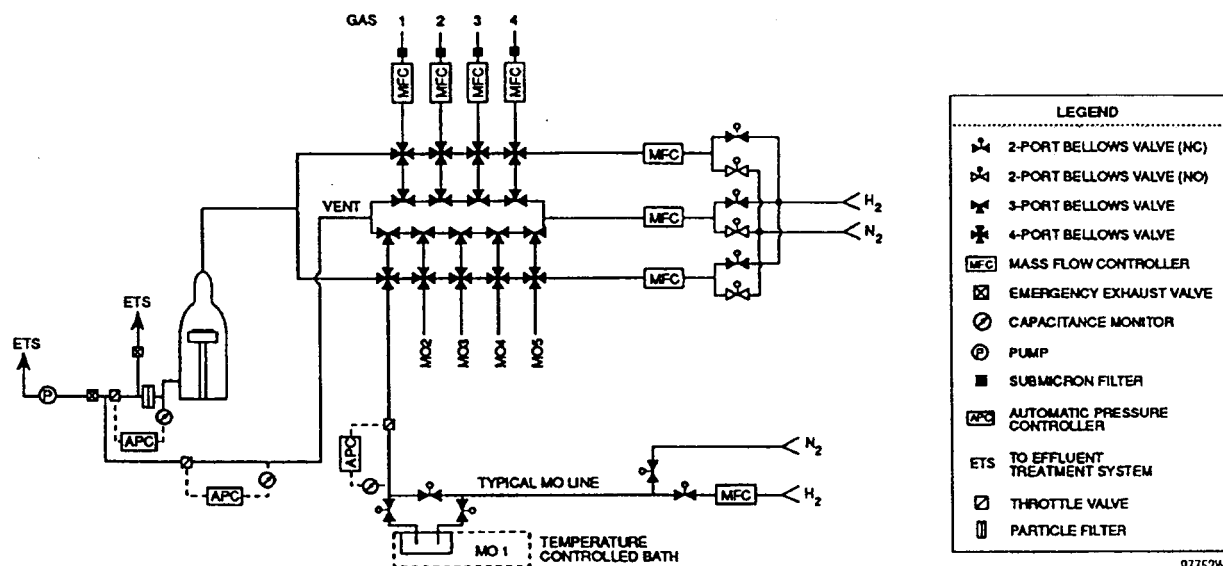 GAS 1 2 3 4
MFC MFC MFC MFC
MFC
VENT
MFC
H2
N2
MFC
ETS
ETS
MO2 MO3 MO4 MO5
P
APC
APC
APC
N2
TYPICAL MO LINE
MFC
H2
MO 1
TEMPERATURE
CONTROLLED BATH
LEGEND
2-PORT BELLOWS VALVE (NC)
2-PORT BELLOWS VALVE (NO)
3-PORT BELLOWS VALVE
4-PORT BELLOWS VALVE
MFC MASS FLOW CONTROLLER
EMERGENCY EXHAUST VALVE
CAPACITANCE MONITOR
P PUMP
SUBMICRON FILTER
APC AUTOMATIC PRESSURE
CONTROLLER
ETS TO EFFLUENT
TREATMENT SYSTEM
THROTTLE VALVE
PARTICLE FILTER